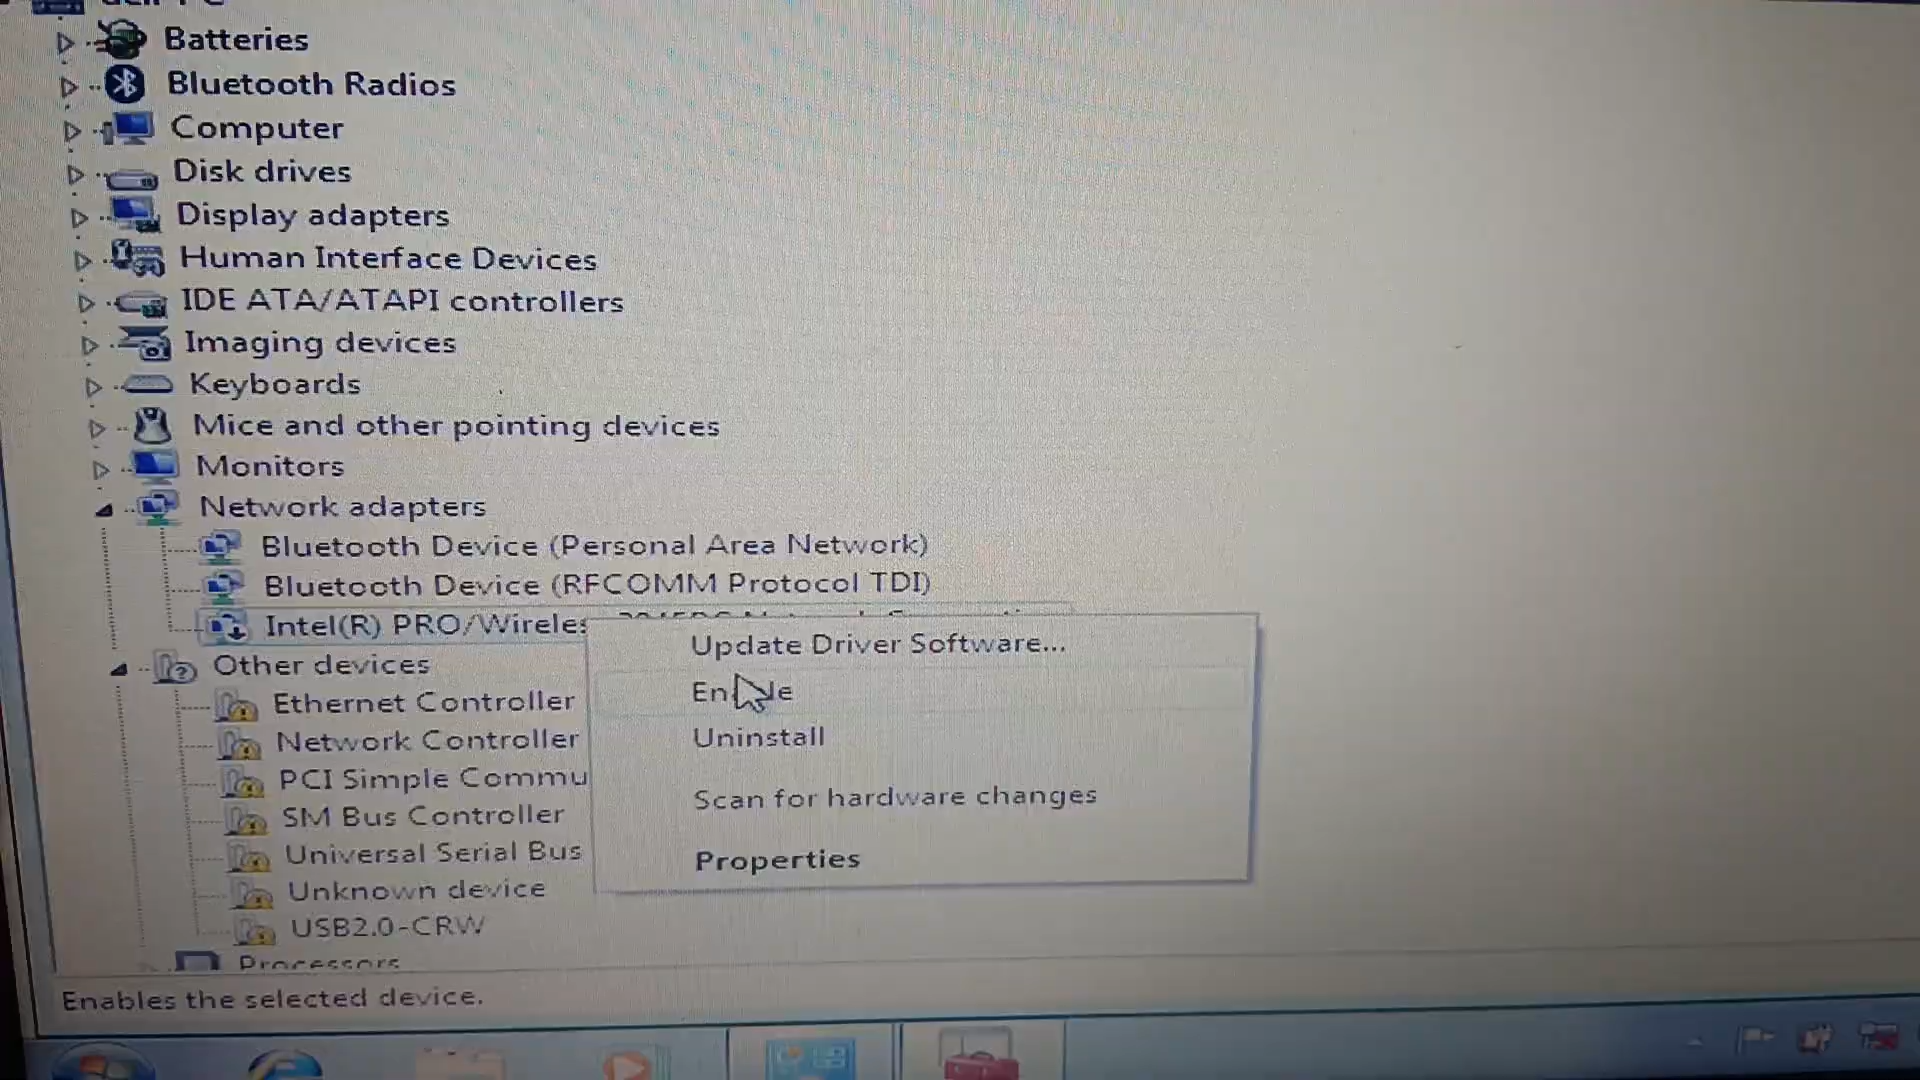 Batteries
Bluetooth Radios
Computer
Disk drives
Display adapters
Human Interface Devices
IDE ATA/ATAPI controllers
Imaging devices
Keyboards
Mice and other pointing devices
Monitors
Network adapters
Bluetooth Device (Personal Area Network)
Bluetooth Device (RFCOMM Protocol TDI)
Intel(R) PRO/Wireles
Update Driver Software...
Enable
Uninstall
Scan for hardware changes
Properties
Other devices
Ethernet Controller
Network Controller
PCI Simple Commu
SM Bus Controller
Universal Serial Bus
Unknown device
USB2.0-CRW
Processors
Enables the selected device.